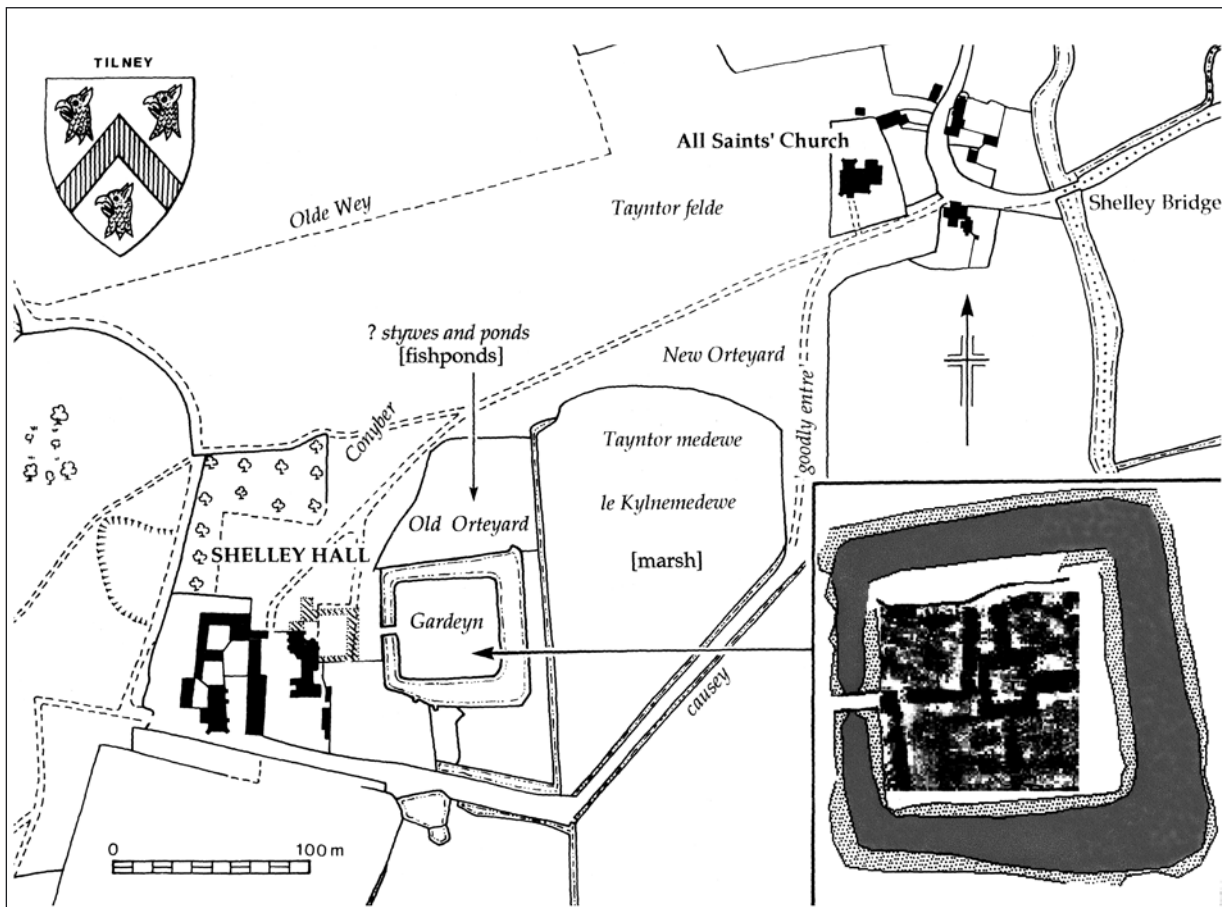 TILNEY
All Saints' Church
Olde Wey
Tayntor felde
Shelley Bridge
? stywes and ponds
[fishponds]
New Orteyard
'goodly entre'
Conyber
Tayntor medewe
le Kylnemedewe
[marsh]
Old Orteyard
SHELLEY HALL
Gardeyn
causey
0 100 m